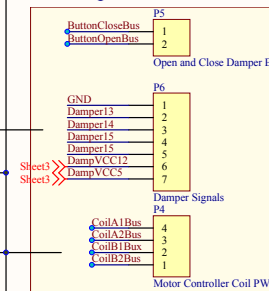 P5
ButtonCloseBus 1
ButtonOpenBus 2
Open and Close Damper
P6
GND 1
Damper13 2
Damper14 3
Damper15 4
Damper15 5
Sheet3 DampVCC12 6
Sheet3 DampVCC5 7
Damper Signals
P4
CoilA1Bus 4
CoilA2Bus 3
CoilB1Bux 2
CoilB2Bus 1
Motor Controller Coil PW